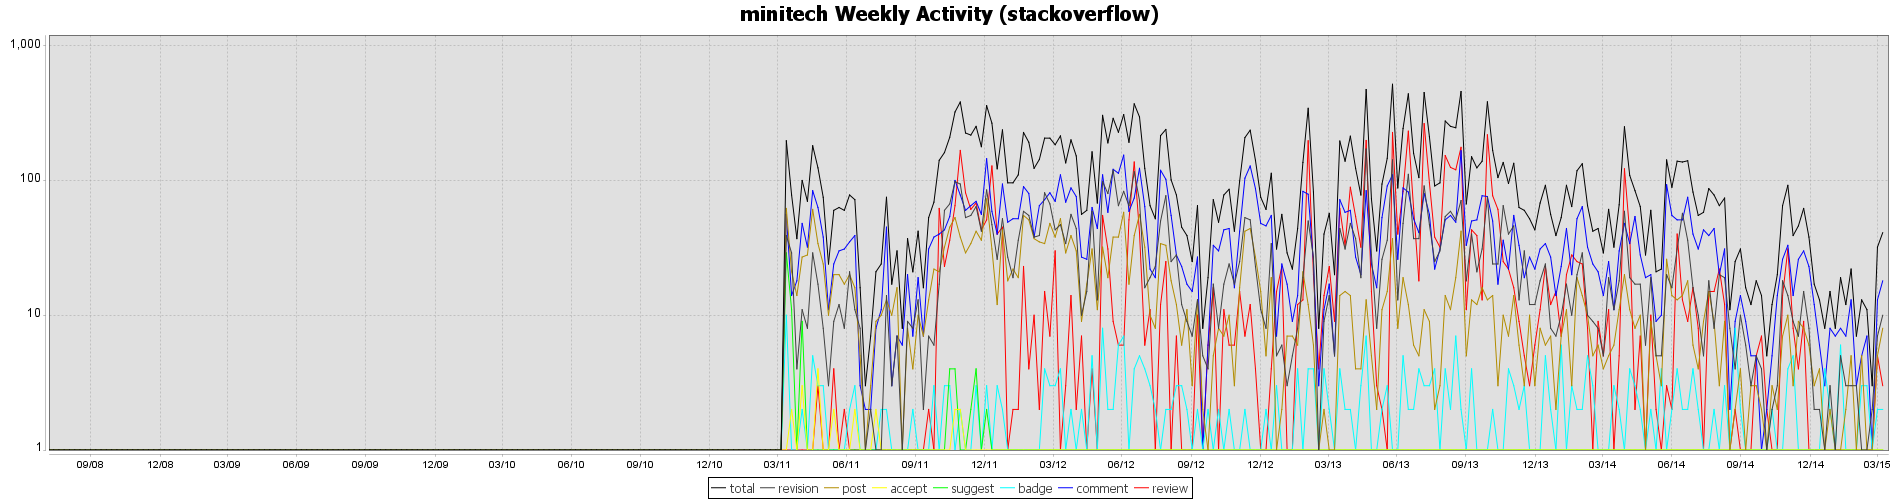 minitech Weekly Activity (stackoverflow)
1,000
100
10
1
09/08 12/08 03/09 06/09 09/09 12/09 03/10 06/10 09/10 12/10 03/11 06/11 09/11 12/11 03/12 06/12 09/12 12/12 03/13 06/13 09/13 12/13 03/14 06/14 09/14 12/14 03/15
total revision post accept suggest badge comment review